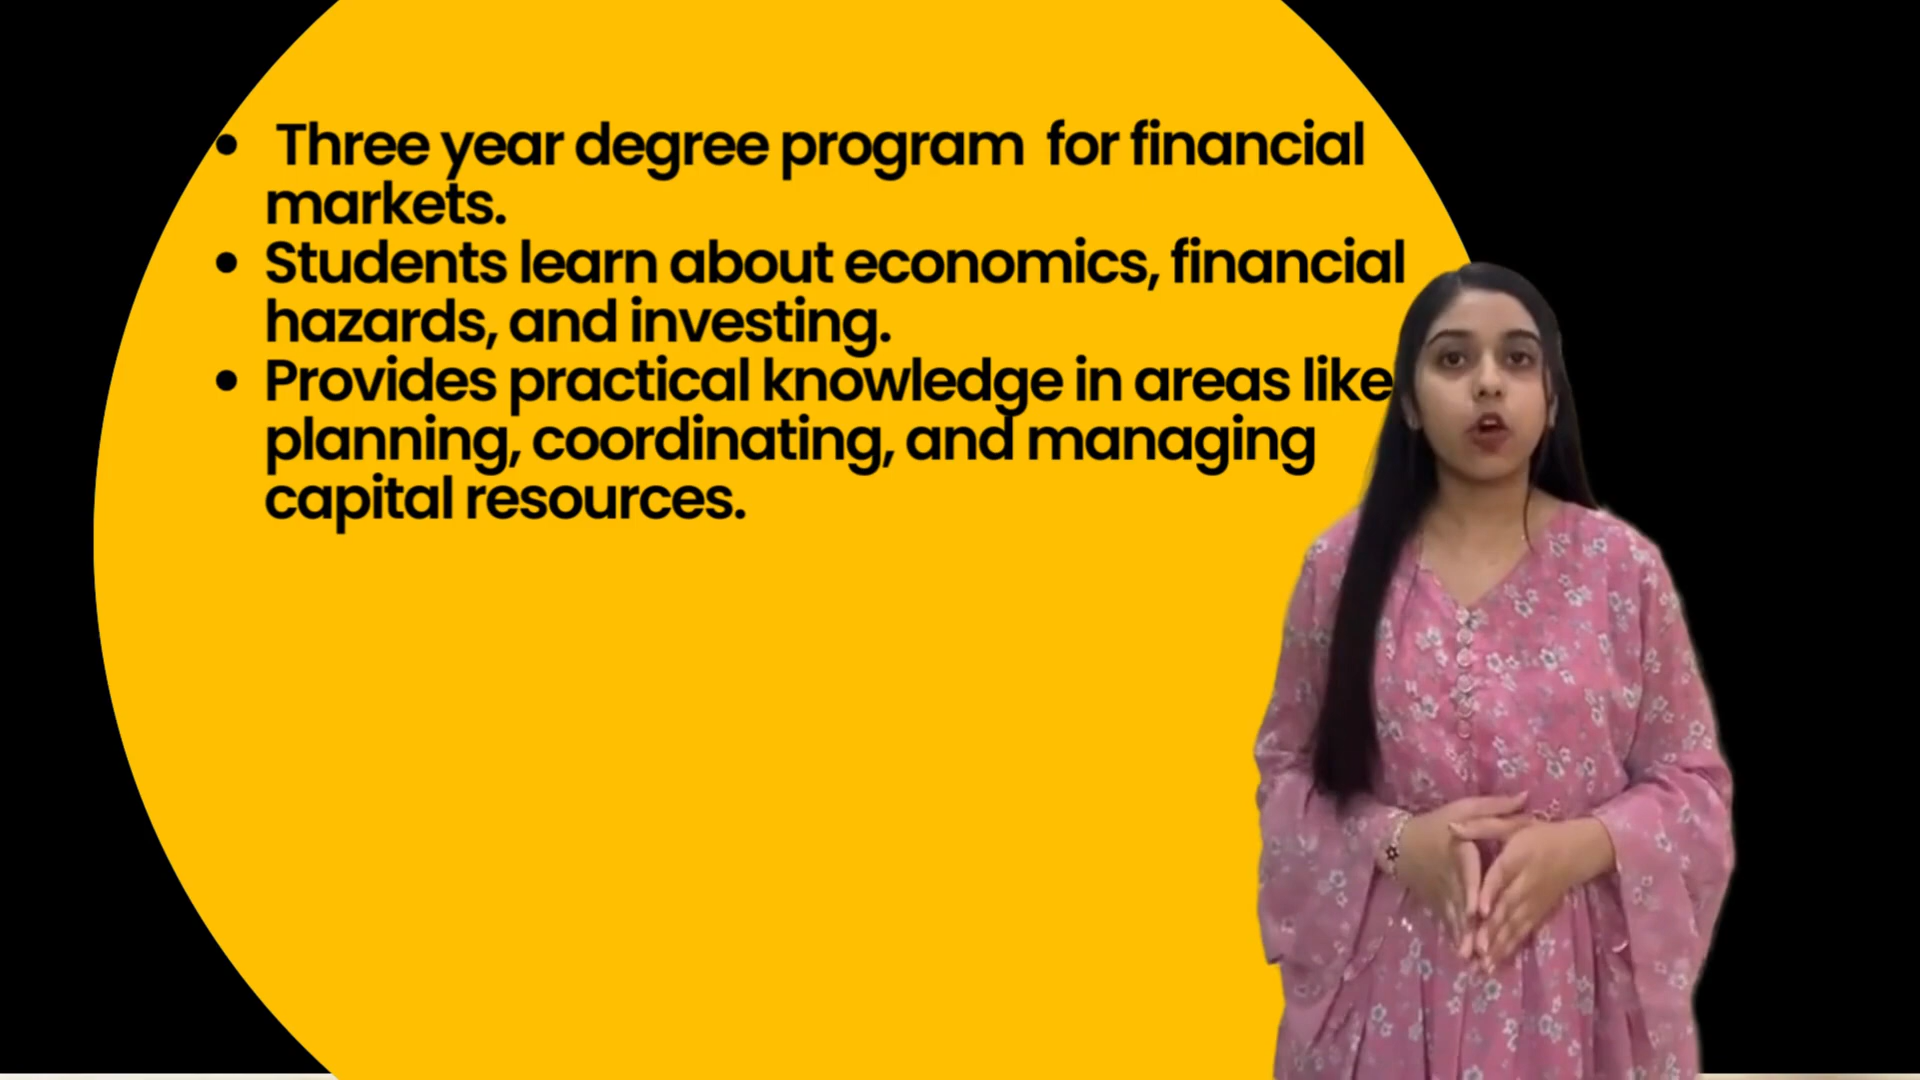 • Three year degree program for financial
markets.
• Students learn about economics, financial
hazards, and investing.
• Provides practical knowledge in areas like
planning, coordinating, and managing
capital resources.